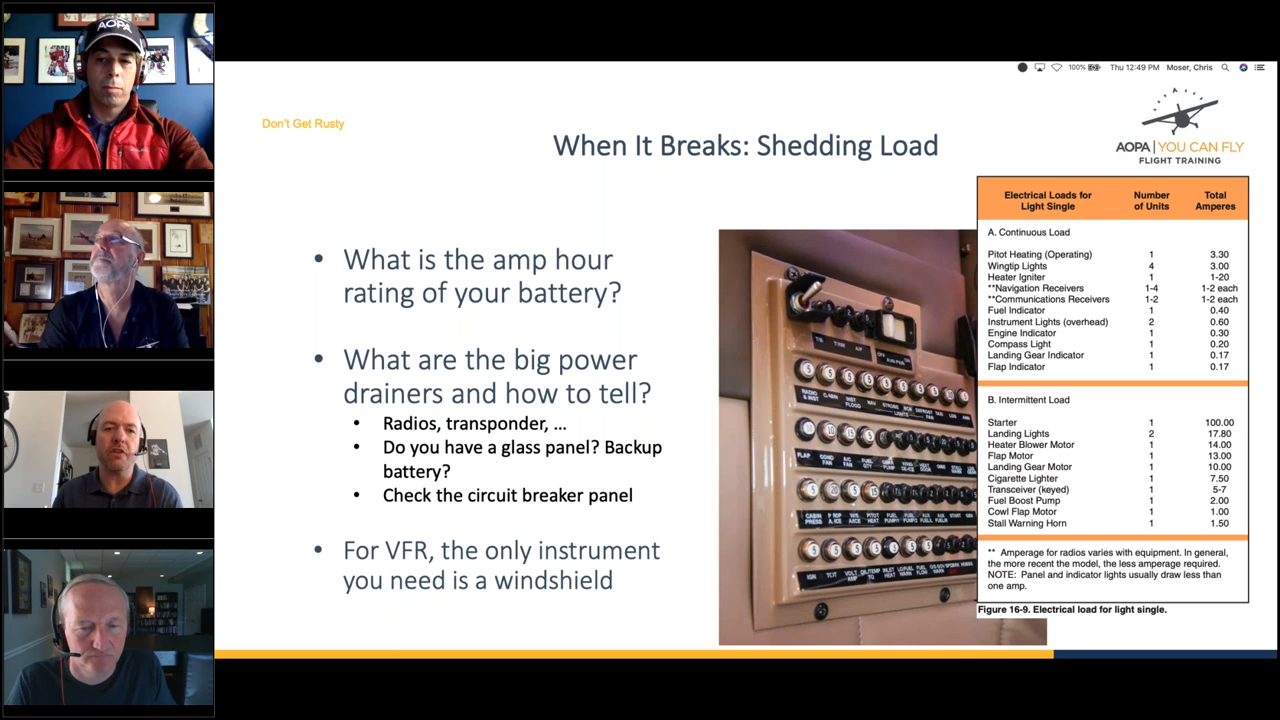 AOPA
100%
Thu 12:49 PM
Moser, Chris
Don't Get Rusty
When It Breaks: Shedding Load
AOPA | YOU CAN FLY
FLIGHT TRAINING
• What is the amp hour
rating of your battery?
• What are the big power
drainers and how to tell?
• Radios, transponder, ...
• Do you have a glass panel? Backup
battery?
• Check the circuit breaker panel
• For VFR, the only instrument
you need is a windshield
Electrical Loads for Number Total
Light Single of Units Amperes
A. Continuous Load
Pitot Heating (Operating) 1 3.30
Wingtip Lights 4 3.00
Heater Igniter 1 1-20
**Navigation Receivers 1-4 1-2 each
**Communications Receivers 1-2 1-2 each
Fuel Indicator 1 0.40
Instrument Lights (overhead) 2 0.60
Engine Indicator 1 0.30
Compass Light 1 0.20
Landing Gear Indicator 1 0.17
Flap Indicator 1 0.17
B. Intermittent Load
Starter 1 100.00
Landing Lights 2 17.80
Heater Blower Motor 1 14.00
Flap Motor 1 13.00
Landing Gear Motor 1 10.00
Cigarette Lighter 1 7.50
Transceiver (keyed) 1 5-7
Fuel Boost Pump 1 2.00
Cowl Flap Motor 1 1.00
Stall Warning Horn 1 1.50
** Amperage for radios varies with equipment. In general,
the more recent the model, the less amperage required.
NOTE: Panel and indicator lights usually draw less than
one amp.
Figure 16-9. Electrical load for light single.